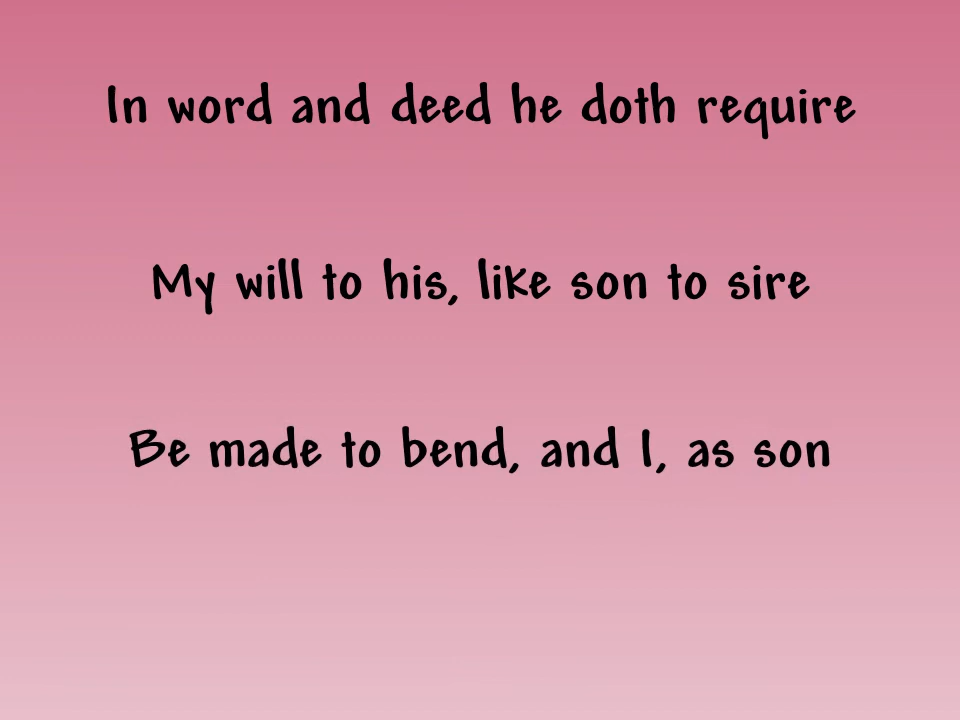 In word and deed he doth require
My will to his, like son to sire
Be made to bend, and I, as son